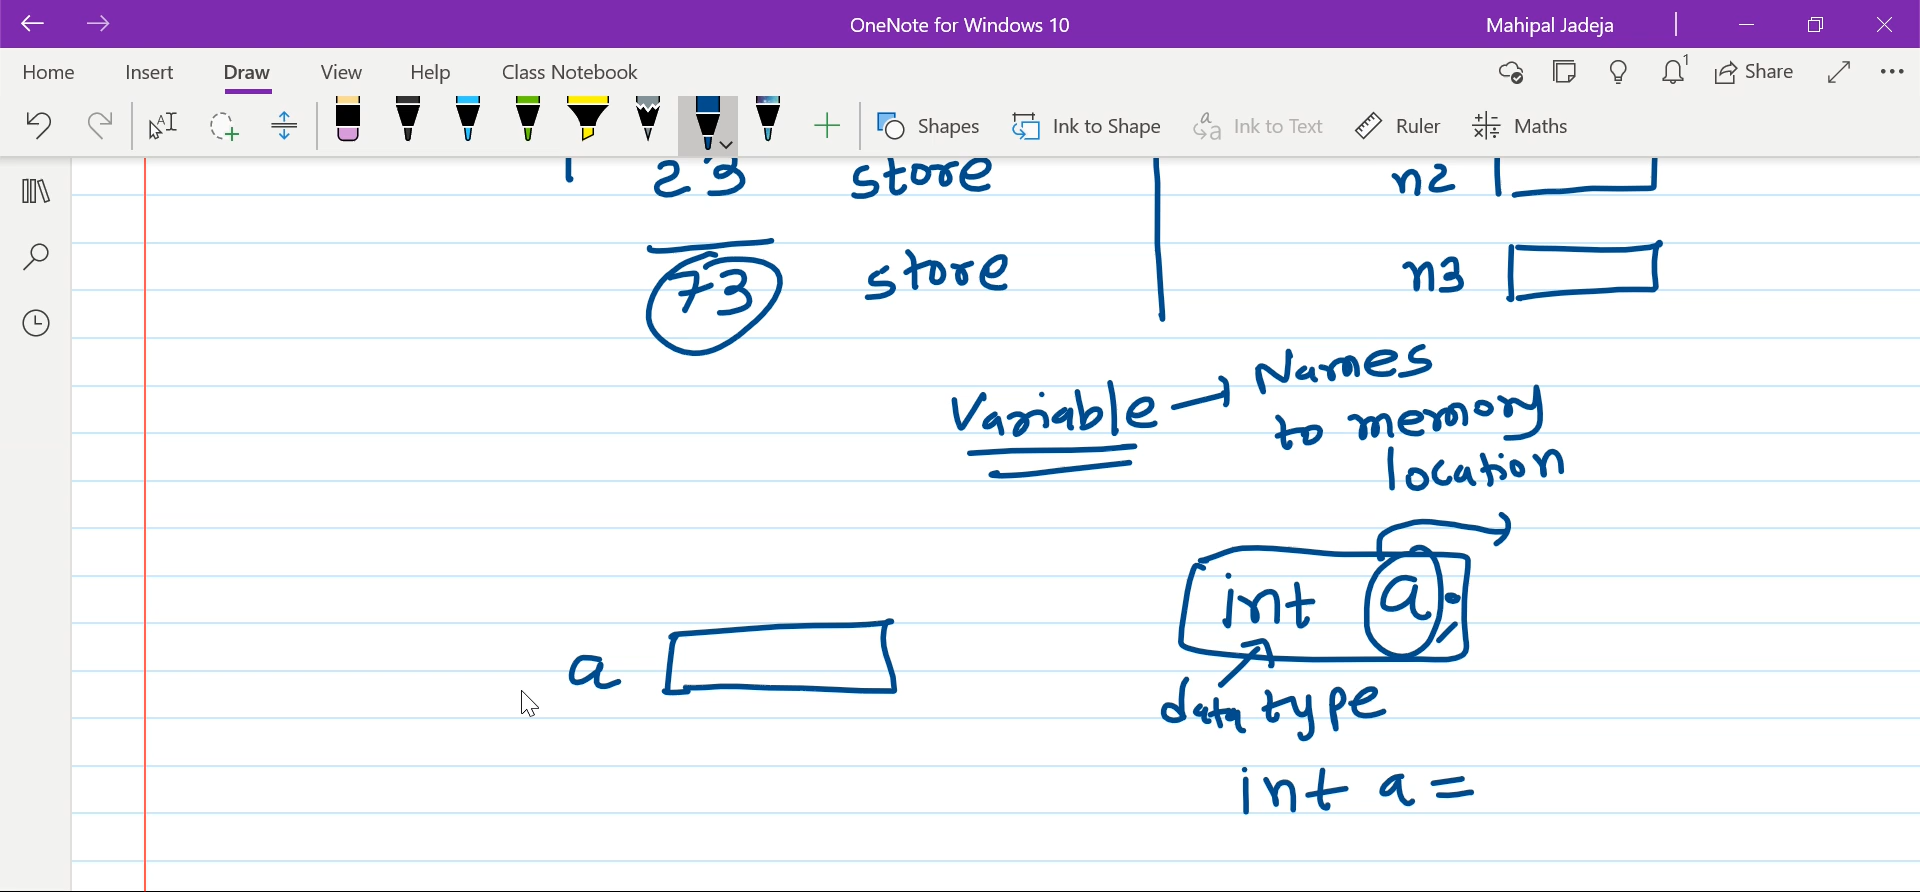 OneNote for Windows 10
Mahipal Jadeja
Home Insert Draw View Help Class Notebook
Share
Shapes Ink to Shape Ink to Text Ruler Maths
23 store
n2
73 store
n3
Variable → Names
to memory
location
int a;
a
data type
int a =